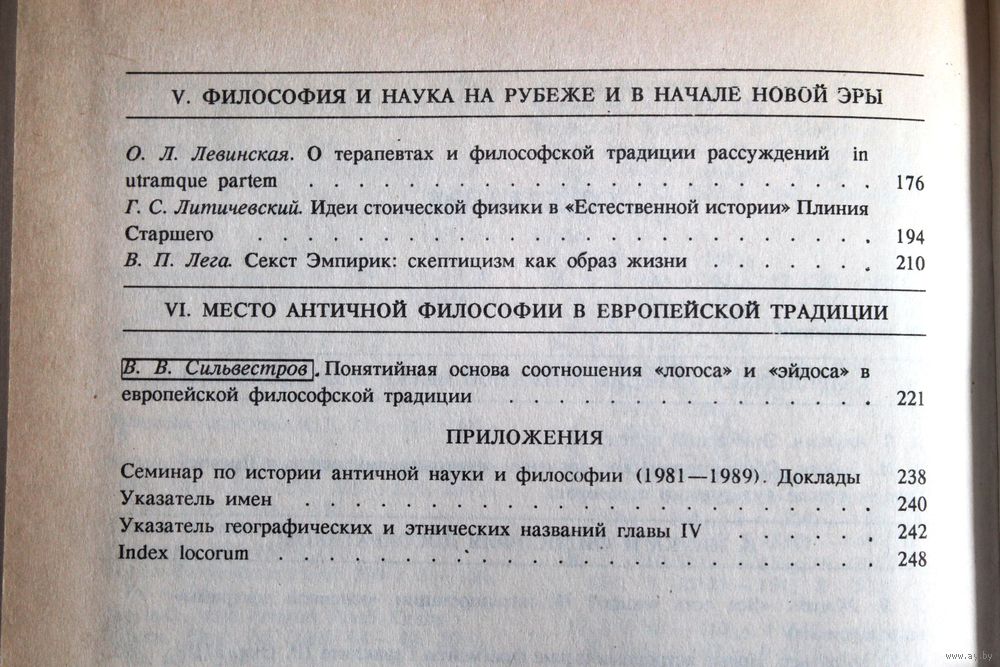 V. ФИЛОСОФИЯ И НАУКА НА РУБЕЖЕ И В НАЧАЛЕ НОВОЙ ЭРЫ
О. Л. Левинская. О терапевтах и философской традиции рассуждений in
utramque partem . . . . . . . . . . . . . . . . . . . . . 176
Г. С. Литичевский. Идеи стоической физики в «Естественной истории» Плиния
Старшего . . . . . . . . . . . . . . . . . . . . . . . 194
В. П. Лега. Секст Эмпирик: скептицизм как образ жизни . . . . . . . 210
VI. МЕСТО АНТИЧНОЙ ФИЛОСОФИИ В ЕВРОПЕЙСКОЙ ТРАДИЦИИ
В. В. Сильвестров. Понятийная основа соотношения «логоса» и «эйдоса» в
европейской философской традиции . . . . . . . . . . . . . . 221
ПРИЛОЖЕНИЯ
Семинар по истории античной науки и философии (1981—1989). Доклады 238
Указатель имен . . . . . . . . . . . . . . . . . . . . . 240
Указатель географических и этнических названий главы IV . . . . . . 242
Index locorum . . . . . . . . . . . . . . . . . . . . . . 248
www.ay.by